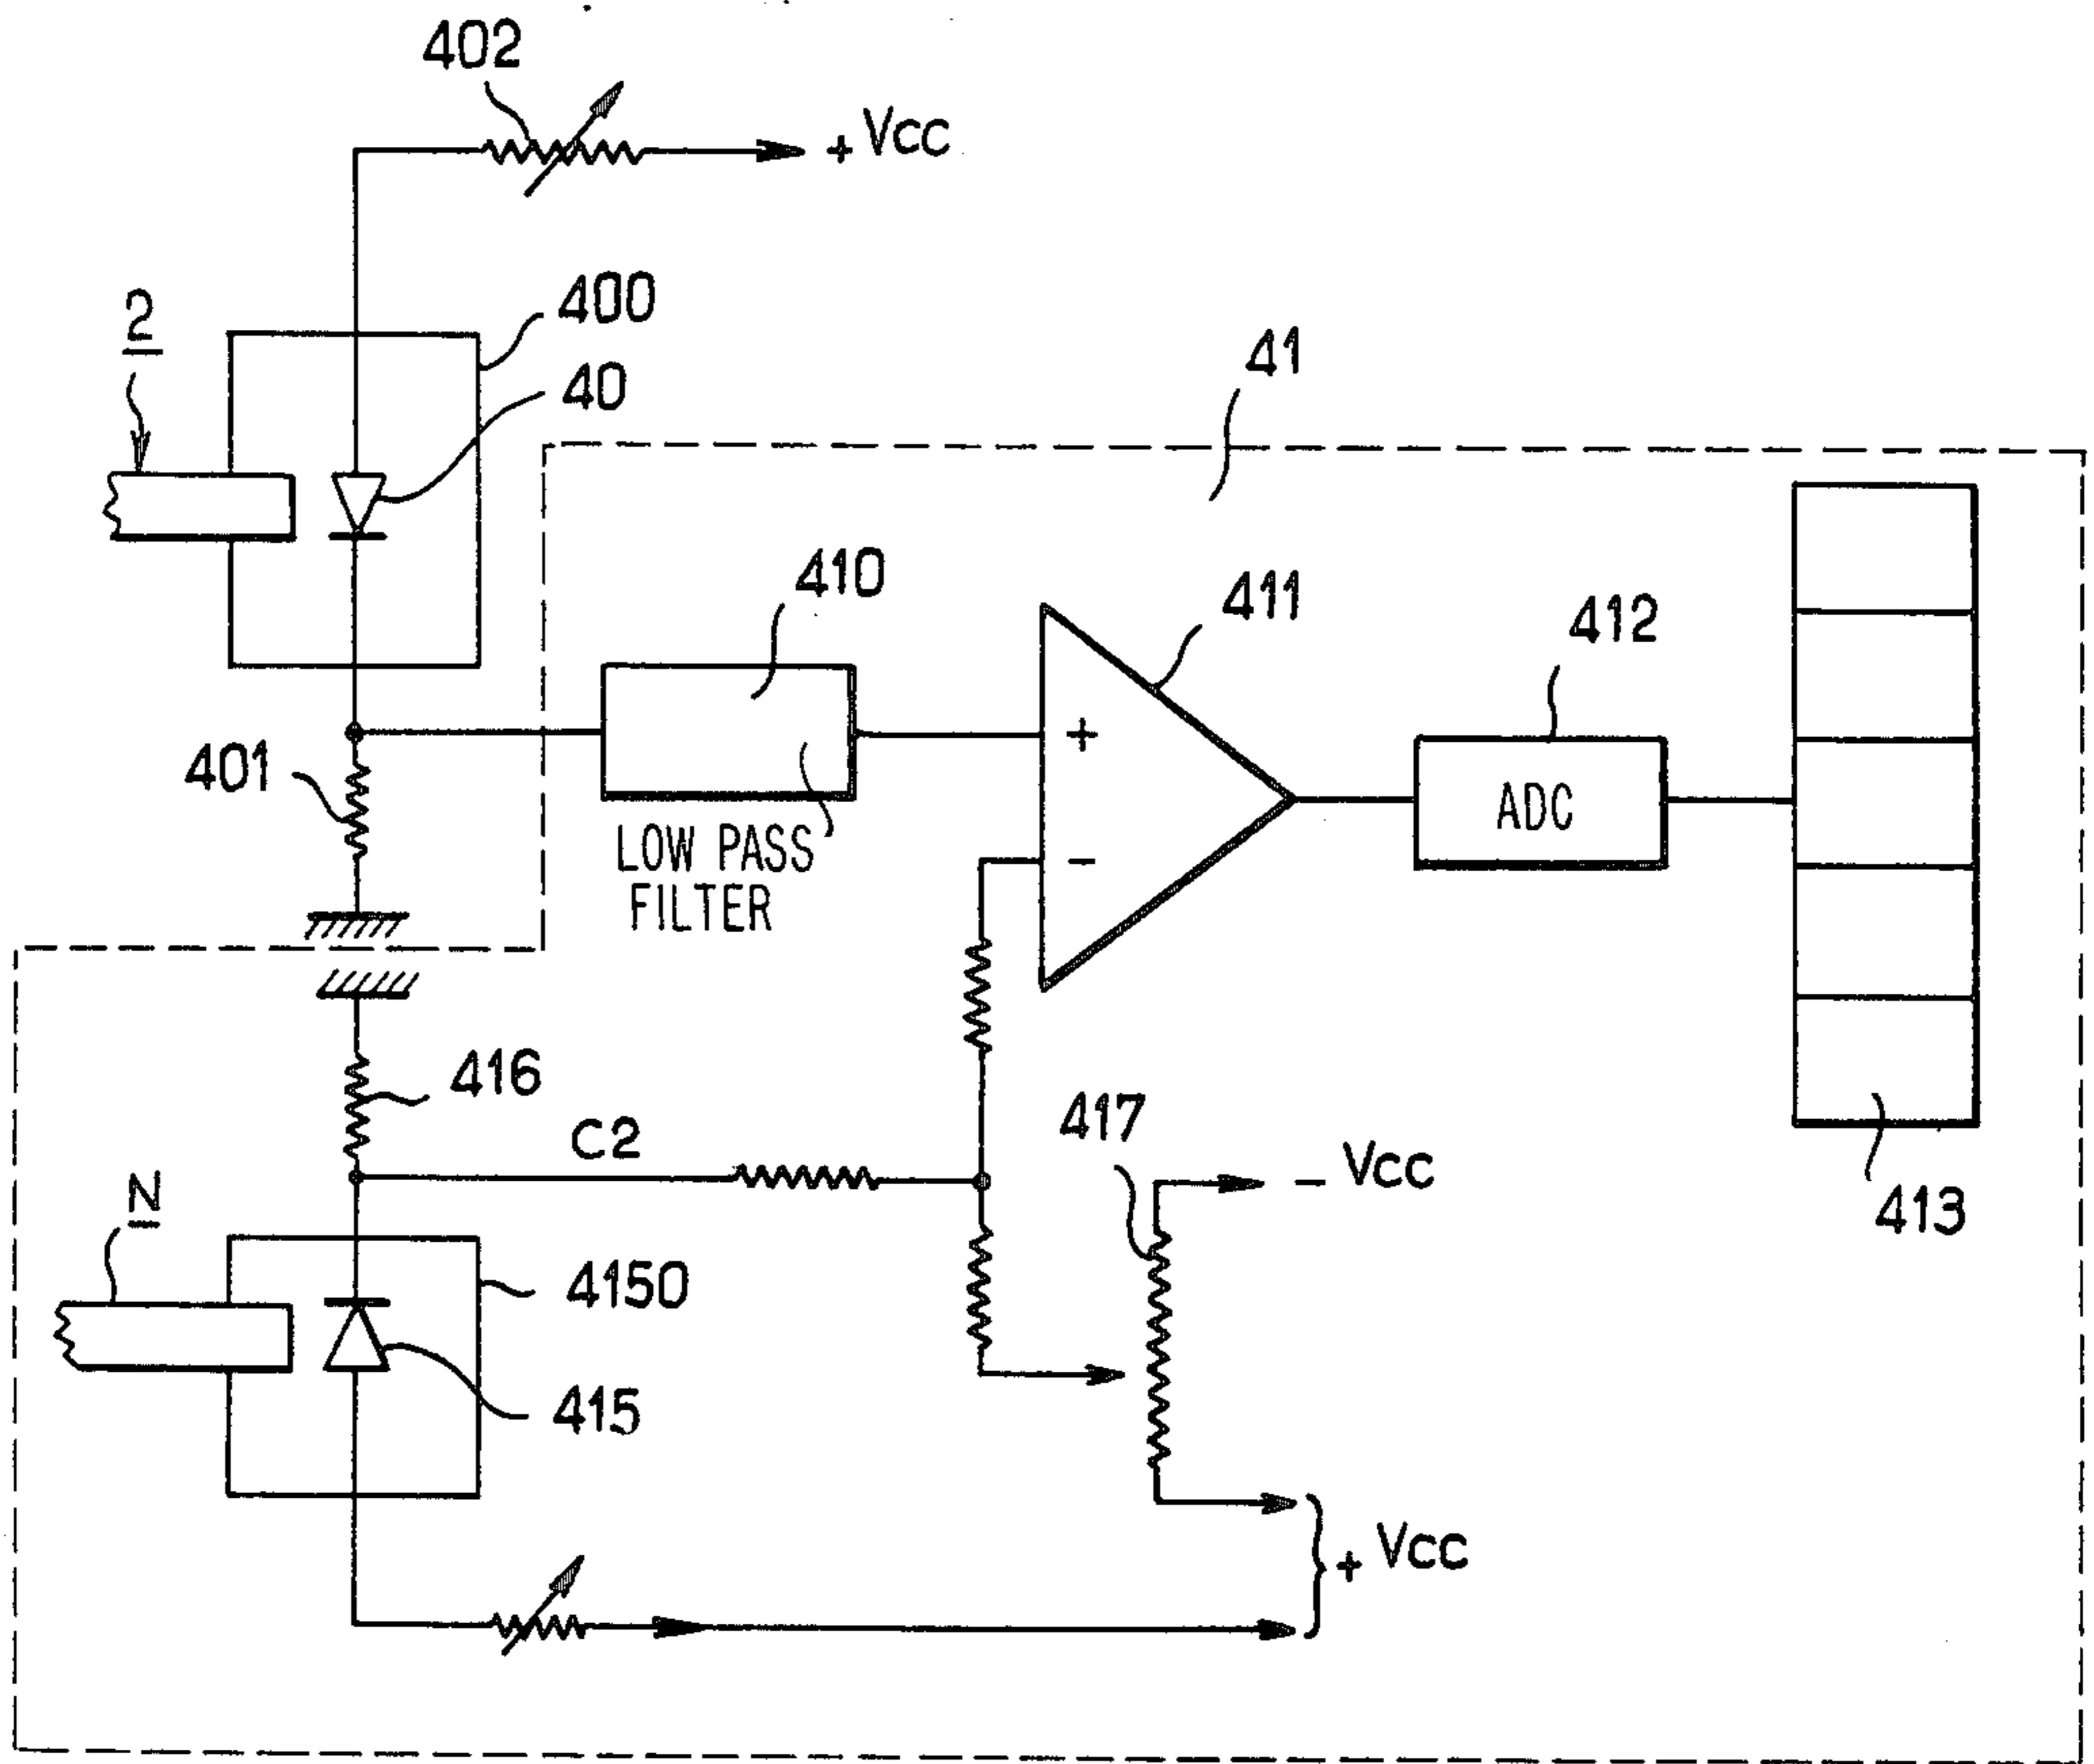 402
+ Vcc
2
400
40
41
410
411
412
401
+
ADC
LOW PASS
FILTER
-
416
C2
417
- Vcc
N
413
4150
415
+ Vcc